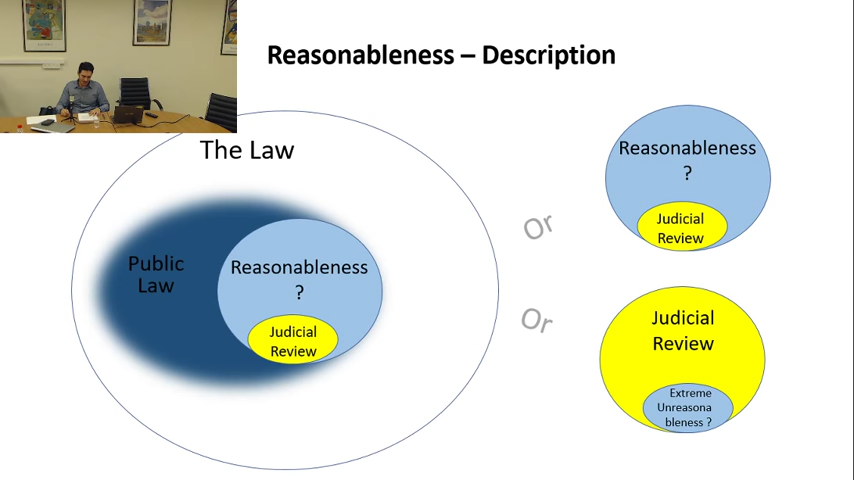 Reasonableness – Description
The Law
Public
Law
Reasonableness
?
Judicial
Review
Or
Or
Reasonableness
?
Judicial
Review
Judicial
Review
Extreme
Unreasona
bleness ?